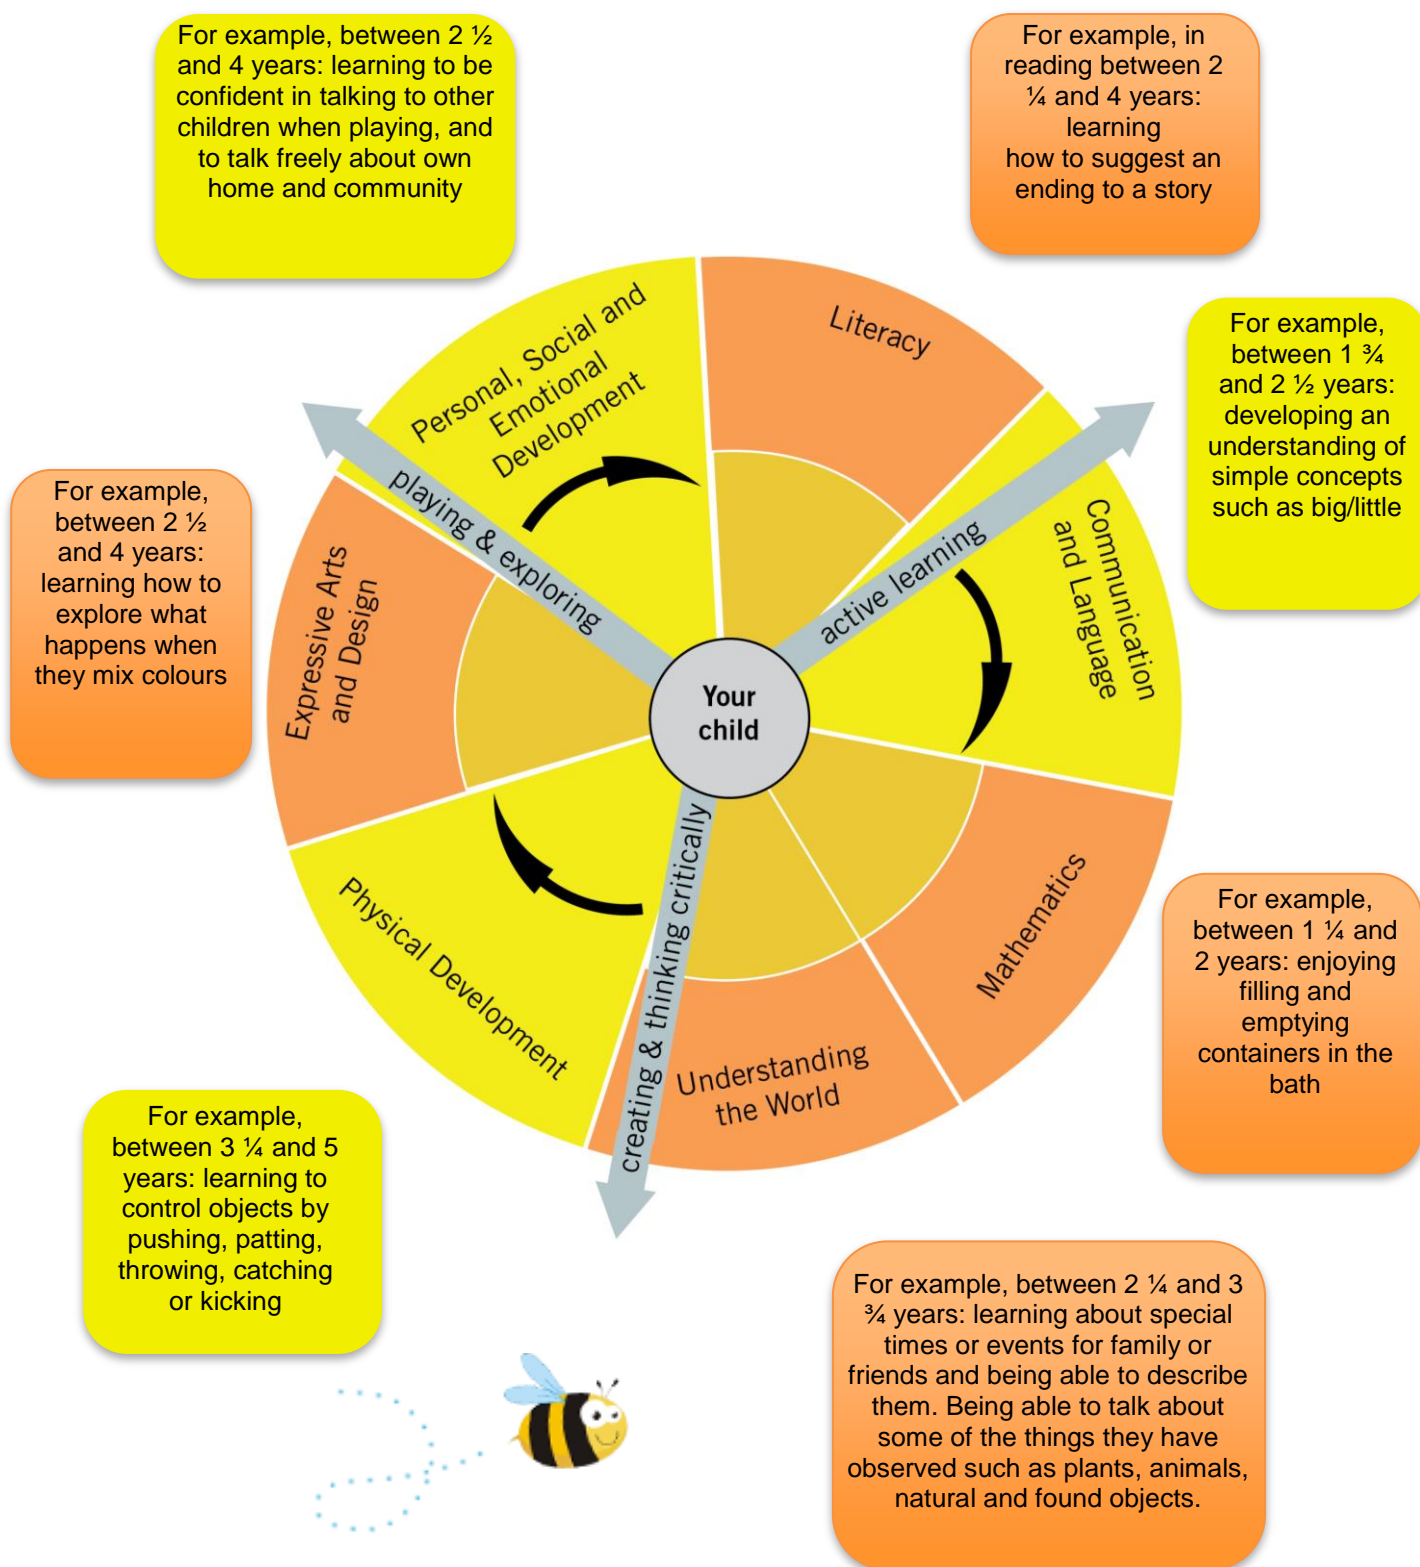 For example, between 2 ½
and 4 years: learning to be
confident in talking to other
children when playing, and
to talk freely about own
home and community
For example, in
reading between 2
¼ and 4 years:
learning
how to suggest an
ending to a story
For example,
between 1 ¾
and 2 ½ years:
developing an
understanding of
simple concepts
such as big/little
Personal, Social and
Emotional
Development
Literacy
playing & exploring
active learning
Communication
and Language
For example,
between 2 ½
and 4 years:
learning how to
explore what
happens when
they mix colours
Expressive Arts
and Design
Your
child
Physical Development
creating & thinking critically
Understanding
the World
Mathematics
For example,
between 1 ¼ and
2 years: enjoying
filling and
emptying
containers in the
bath
For example,
between 3 ¼ and 5
years: learning to
control objects by
pushing, patting,
throwing, catching
or kicking
For example, between 2 ¼ and 3
¾ years: learning about special
times or events for family or
friends and being able to describe
them. Being able to talk about
some of the things they have
observed such as plants, animals,
natural and found objects.